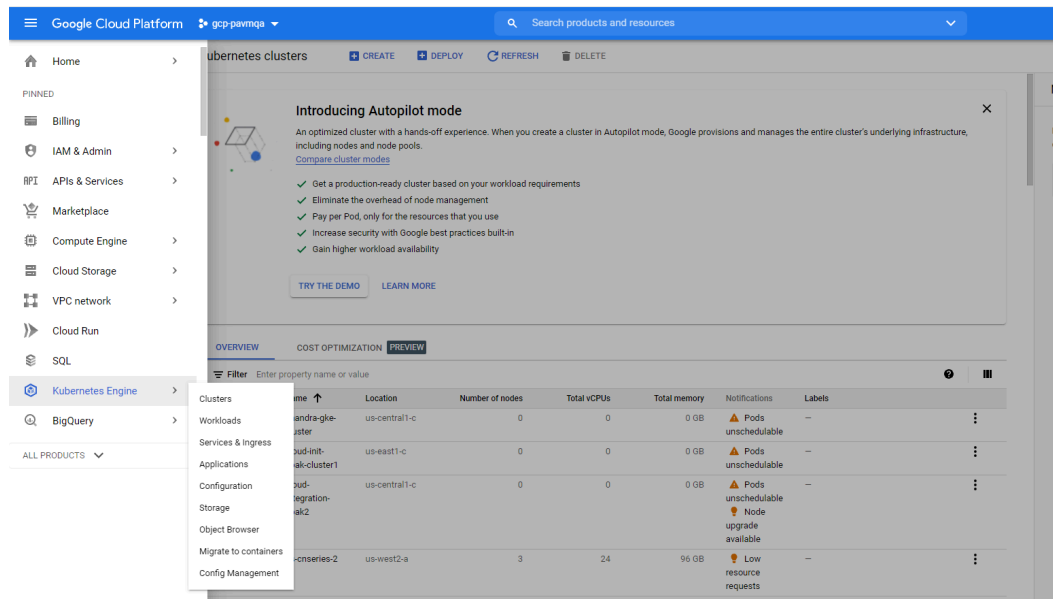 Google Cloud Platform gcp-pavmqa Search products and resources
Home
ubernetes clusters CREATE DEPLOY REFRESH DELETE
PINNED
Billing
IAM & Admin
API APIs & Services
Marketplace
Compute Engine
Cloud Storage
VPC network
Cloud Run
SQL
Kubernetes Engine
BigQuery
ALL PRODUCTS
Clusters
Workloads
Services & Ingress
Applications
Configuration
Storage
Object Browser
Migrate to containers
Config Management
Introducing Autopilot mode
An optimized cluster with a hands-off experience. When you create a cluster in Autopilot mode, Google provisions and manages the entire cluster's underlying infrastructure,
including nodes and node pools.
Compare cluster modes
Get a production-ready cluster based on your workload requirements
Eliminate the overhead of node management
Pay per Pod, only for the resources that you use
Increase security with Google best practices built-in
Gain higher workload availability
TRY THE DEMO LEARN MORE
OVERVIEW COST OPTIMIZATION PREVIEW
Filter Enter property name or value
me Location Number of nodes Total vCPUs Total memory Notifications Labels
andra-gke- us-central1-c 0 0 0 GB Pods –
uster unschedulable
oud-init- us-east1-c 0 0 0 GB Pods –
ak-cluster1 unschedulable
oud- us-central1-c 0 0 0 GB Pods –
tegration- unschedulable
ak2 Node
upgrade
available
-cnseries-2 us-west2-a 3 24 96 GB Low –
resource
requests